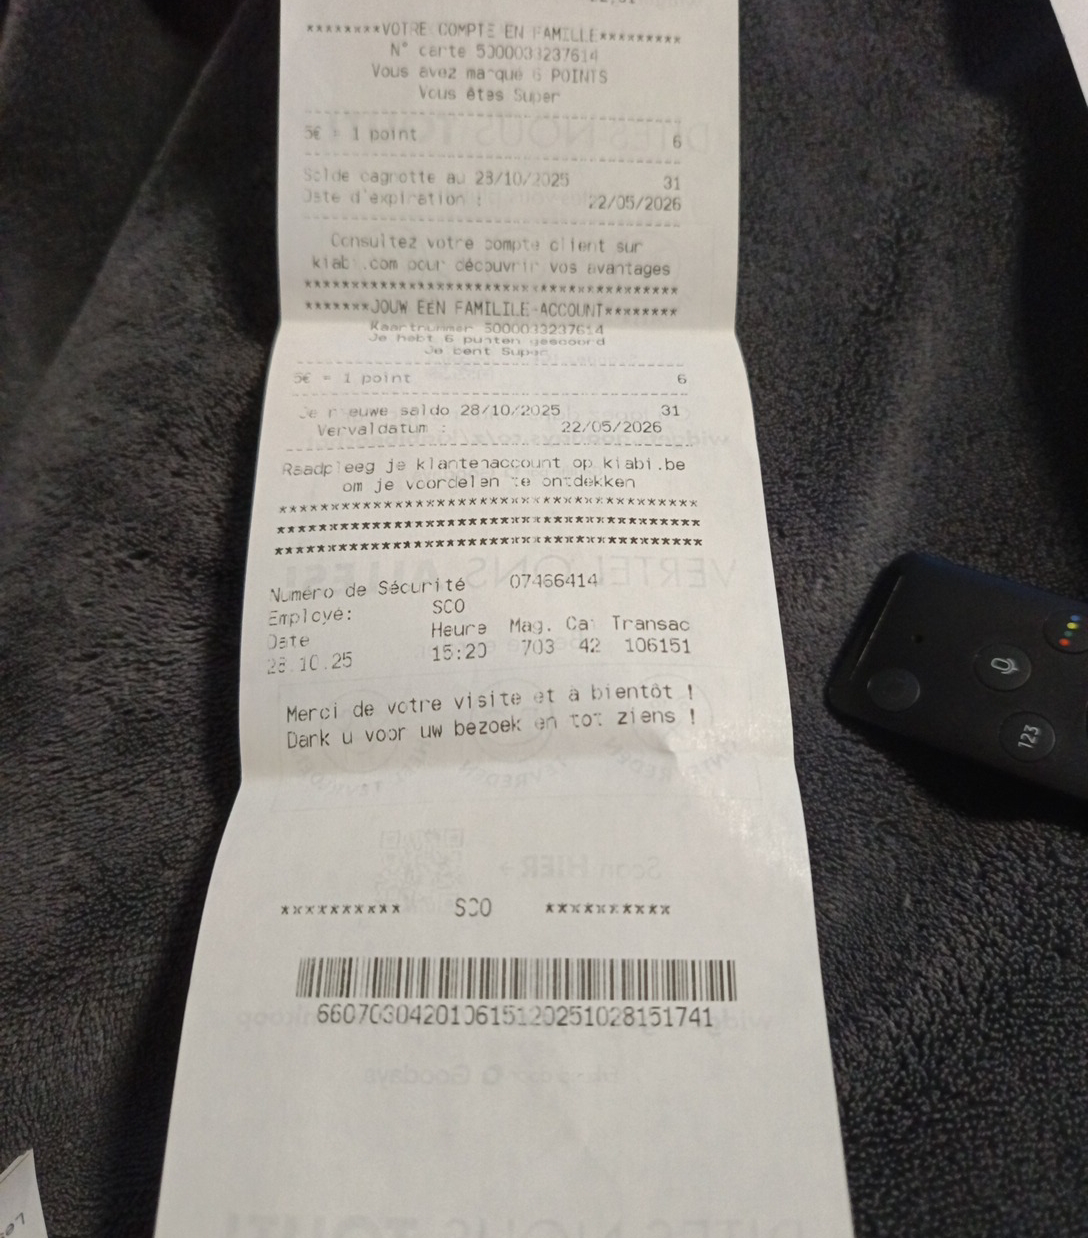 ********VOTRE COMPTE EN FAMILLE*********
N° carte 5000033237614
Vous avez marqué 6 POINTS
Vous êtes Super
5€ = 1 point 6
Solde cagnotte au 28/10/2025 31
Date d'expiration : 22/05/2026
Consultez votre compte client sur
kiabi.com pour découvrir vos avantages
****************************************
*******JOUW EEN FAMILILE-ACCOUNT********
Kaartnummer 5000033237614
Je hebt 6 punten gescoord
Je bent Super
5€ = 1 point 6
Je nieuwe saldo 28/10/2025 31
Vervaldatum : 22/05/2026
Raadpleeg je klantenaccount op kiabi.be
om je voordelen te ontdekken
****************************************
****************************************
****************************************
Numéro de Sécurité 07466414
Employé: SCO
Date Heure Mag. Cai Transac
28.10.25 15:20 703 42 106151
Merci de votre visite et à bientôt !
Dank u voor uw bezoek en tot ziens !
********** SCO **********
6607030420106151202510281517​41
123